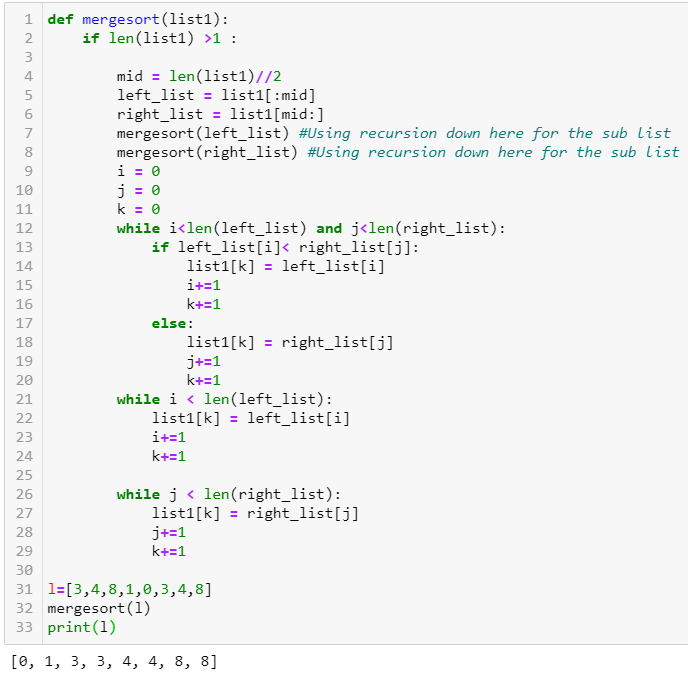 1 def mergesort(list1):
2     if len(list1) >1 :
3
4         mid = len(list1)//2
5         left_list = list1[:mid]
6         right_list = list1[mid:]
7         mergesort(left_list) #Using recursion down here for the sub list
8         mergesort(right_list) #Using recursion down here for the sub list
9         i = 0
10         j = 0
11         k = 0
12         while i<len(left_list) and j<len(right_list):
13             if left_list[i]< right_list[j]:
14                 list1[k] = left_list[i]
15                 i+=1
16                 k+=1
17             else:
18                 list1[k] = right_list[j]
19                 j+=1
20                 k+=1
21         while i < len(left_list):
22             list1[k] = left_list[i]
23             i+=1
24             k+=1
25
26         while j < len(right_list):
27             list1[k] = right_list[j]
28             j+=1
29             k+=1
30
31 l=[3,4,8,1,0,3,4,8]
32 mergesort(l)
33 print(l)
[0, 1, 3, 3, 4, 4, 8, 8]